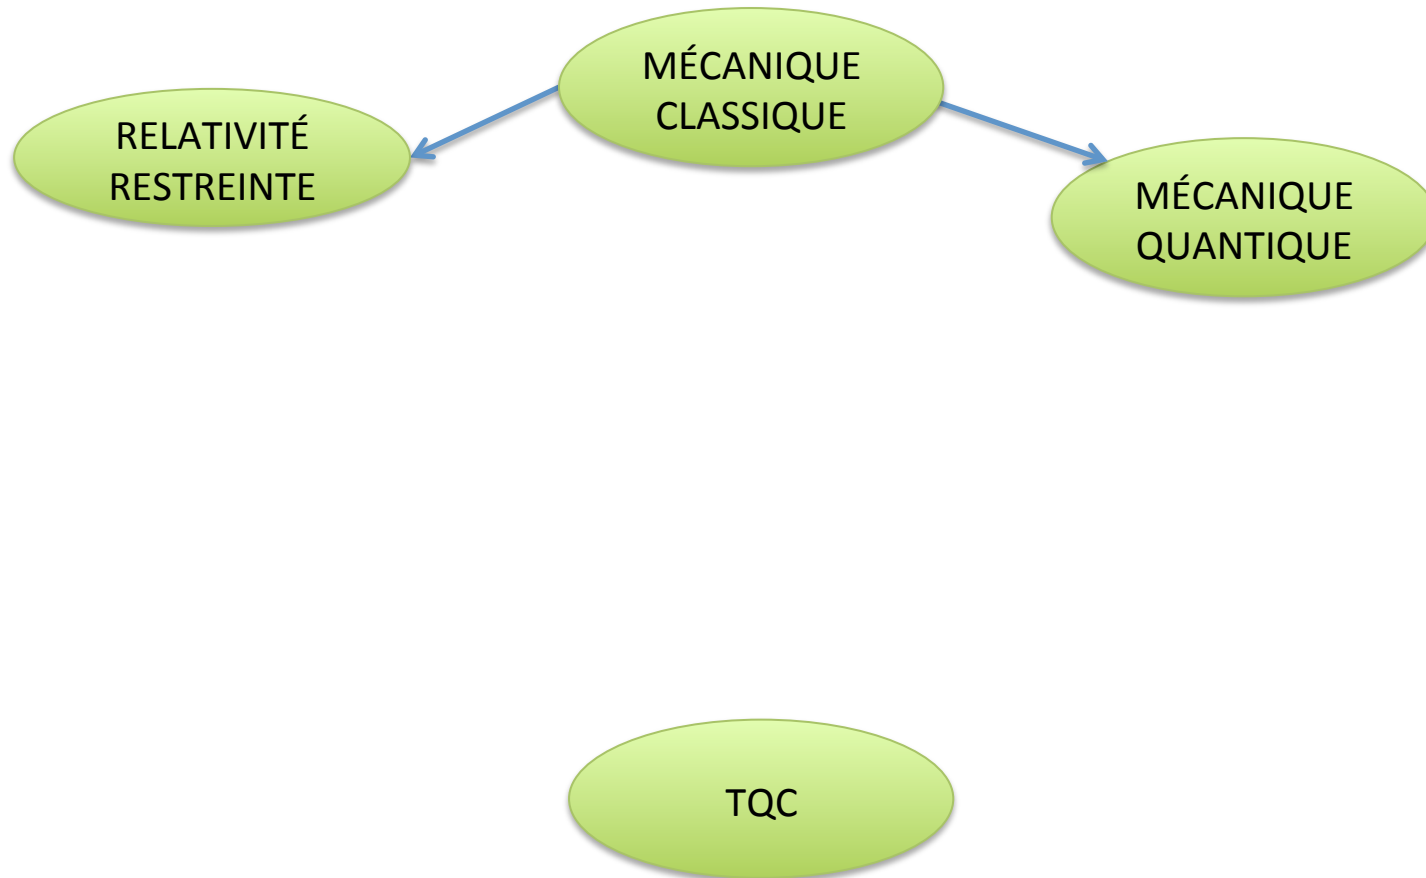 MÉCANIQUE
CLASSIQUE
RELATIVITÉ
RESTREINTE
MÉCANIQUE
QUANTIQUE
TQC